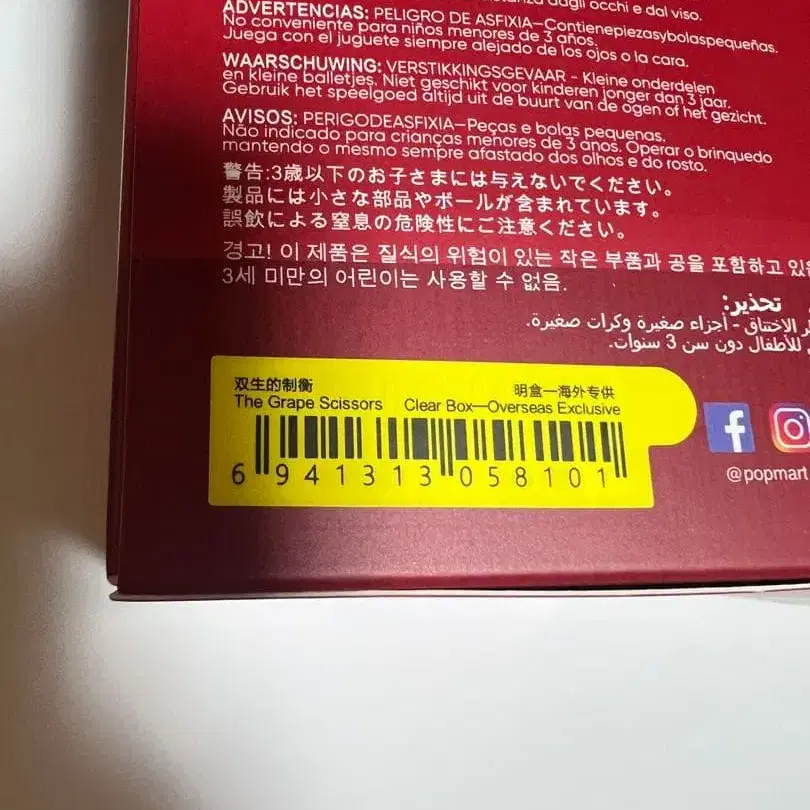 distanza dagli occhi e dal viso.
ADVERTENCIAS: PELIGRO DE ASFIXIA—Contienepiezasybolaspequeñas.
No conveniente para niños menores de 3 años.
Juega con el juguete siempre alejado de los ojos o la cara.
WAARSCHUWING: VERSTIKKINGSGEVAAR - Kleine onderdelen
en kleine balletjes. Niet geschikt voor kinderen jonger dan 3 jaar.
Gebruik het speelgoed altijd uit de buurt van de ogen of het gezicht.
AVISOS: PERIGODEASFIXIA—Peças e bolas pequenas.
Não indicado para crianças menores de 3 anos. Operar o brinquedo
mantendo o mesmo sempre afastado dos olhos e do rosto.
警告:3歳以下のお子さまには与えないでください。
製品には小さな部品やボールが含まれています。
誤飲による窒息の危険性にご注意ください。
경고! 이 제품은 질식의 위험이 있는 작은 부품과 공을 포함하고 있음
3세 미만의 어린이는 사용할 수 없음.
تحذير:
الاختناق - أجزاء صغيرة وكرات صغيرة.
للأطفال دون سن 3 سنوات.
双生的制衡 明盒—海外专供
The Grape Scissors Clear Box—Overseas Exclusive
6 941313 058101
@popmart